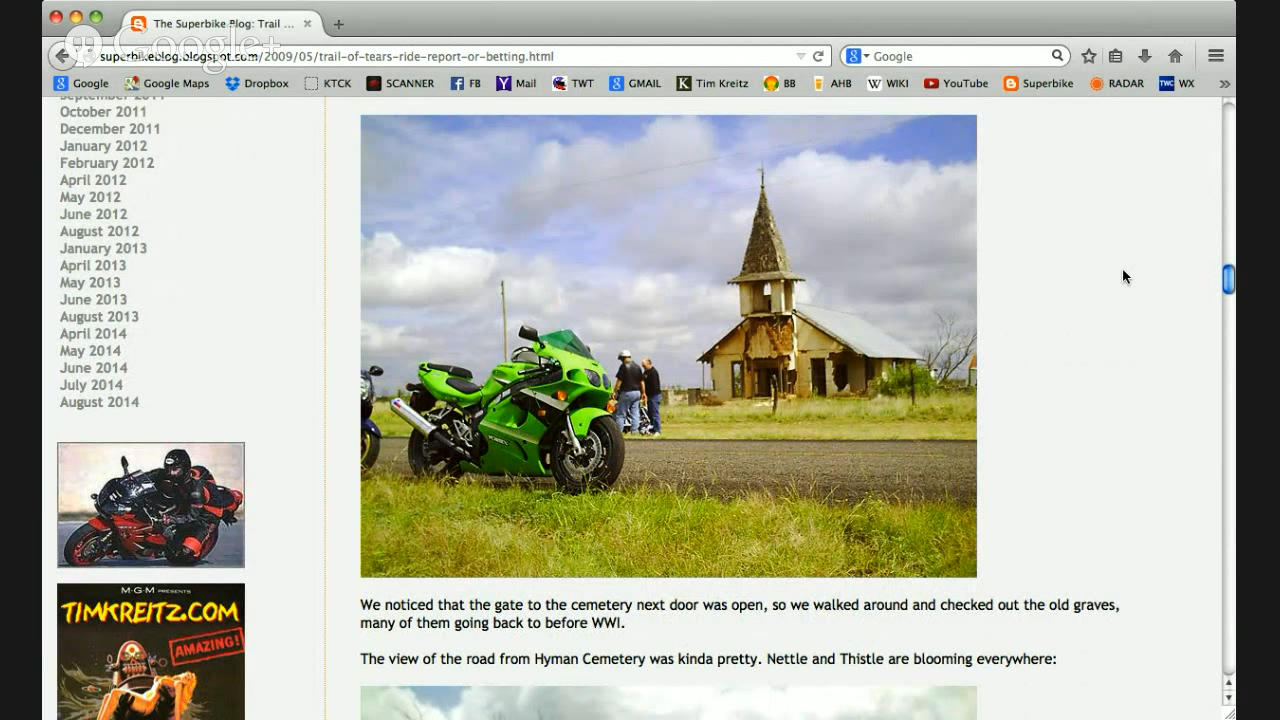 The Superbike Blog: Trail ...
Google+
superbikeblog.blogspot.com/2009/05/trail-of-tears-ride-report-or-betting.html
Google
Google
Google Maps
Dropbox
KTCK
SCANNER
FB
Mail
TWT
GMAIL
Tim Kreitz
BB
AHB
WIKI
YouTube
Superbike
RADAR
WX
September 2011
October 2011
December 2011
January 2012
February 2012
April 2012
May 2012
June 2012
August 2012
January 2013
April 2013
May 2013
June 2013
August 2013
April 2014
May 2014
June 2014
July 2014
August 2014
M-G-M PRESENTS
TIMKREITZ.COM
AMAZING!
We noticed that the gate to the cemetery next door was open, so we walked around and checked out the old graves,
many of them going back to before WWI.
The view of the road from Hyman Cemetery was kinda pretty. Nettle and Thistle are blooming everywhere: